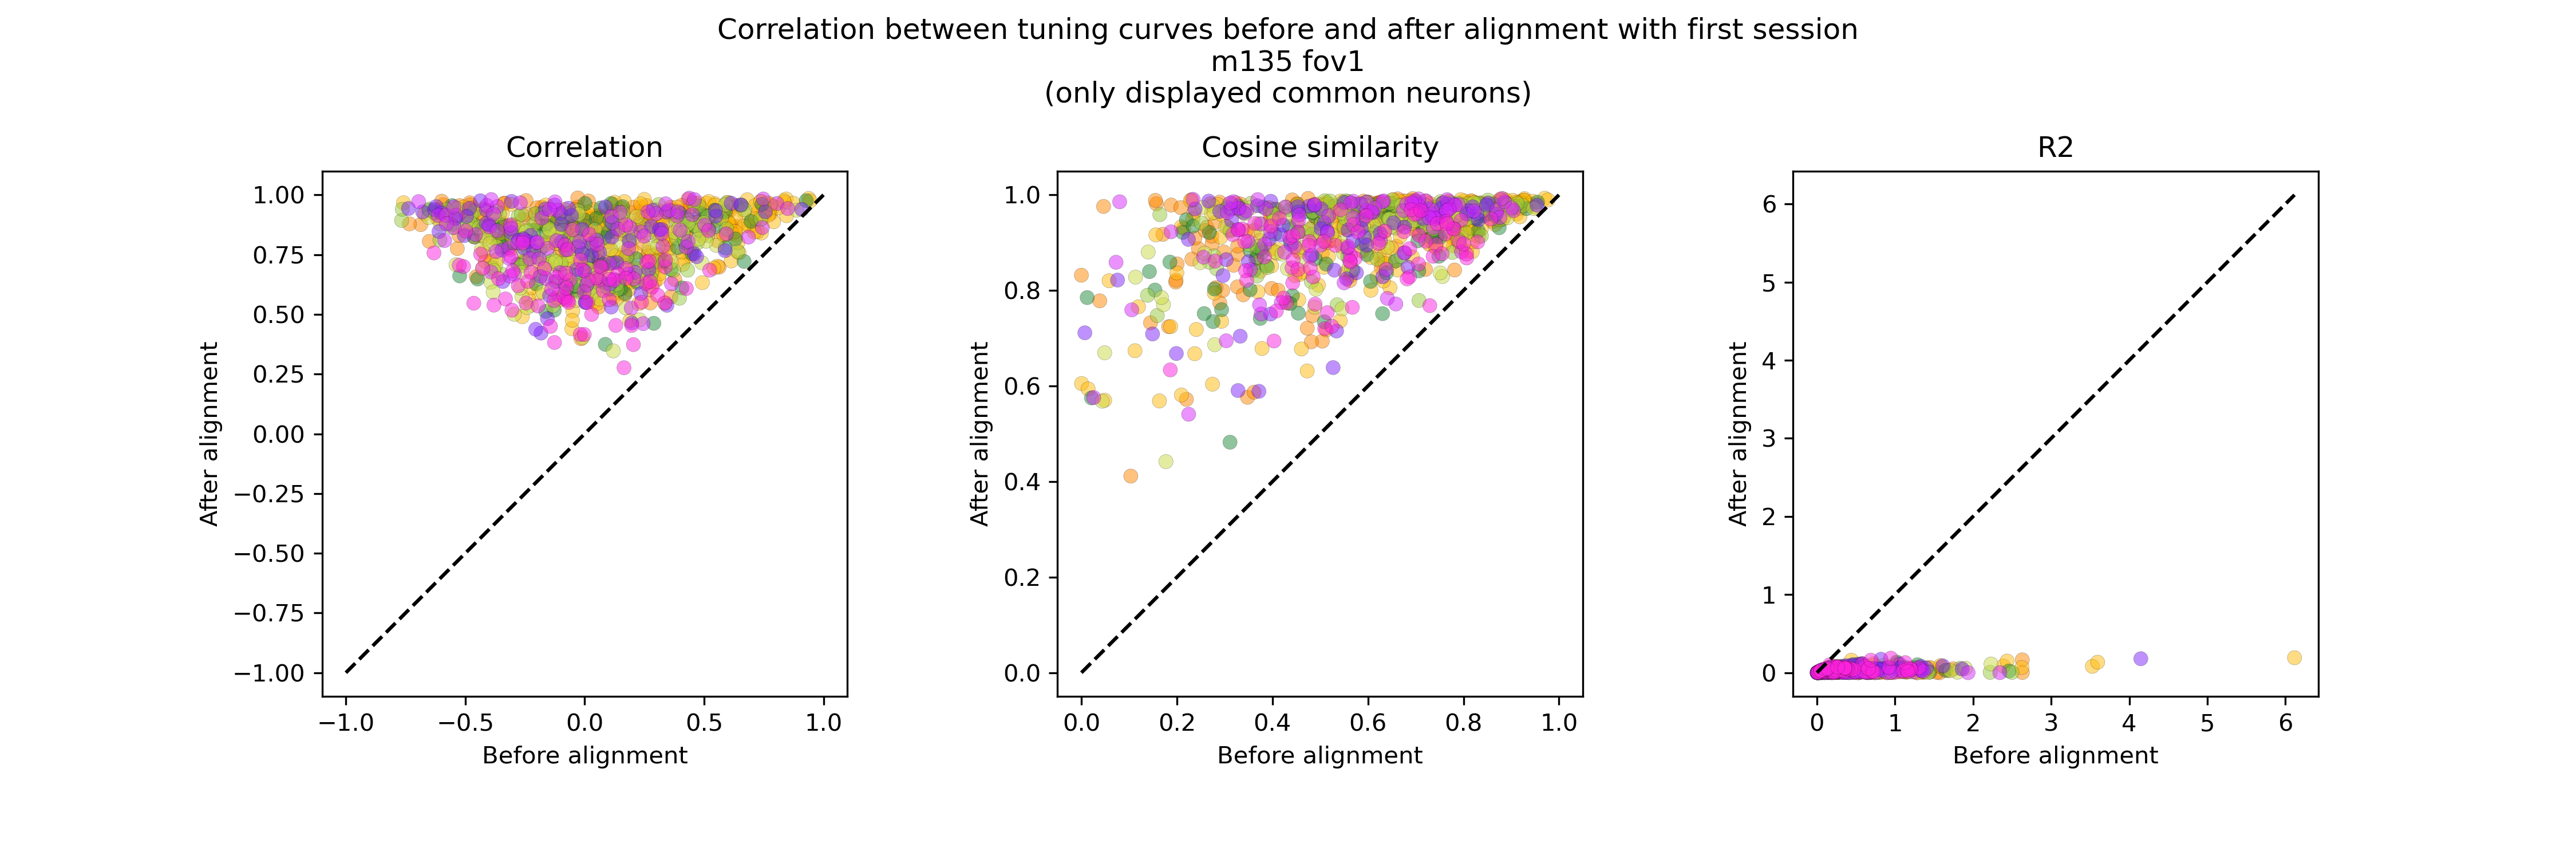 Correlation between tuning curves before and after alignment with first session
m135 fov1
(only displayed common neurons)
Correlation
After alignment
1.00
0.75
0.50
0.25
0.00
−0.25
−0.50
−0.75
−1.00
−1.0 −0.5 0.0 0.5 1.0
Before alignment
Cosine similarity
After alignment
1.0
0.8
0.6
0.4
0.2
0.0
0.0 0.2 0.4 0.6 0.8 1.0
Before alignment
R2
After alignment
6
5
4
3
2
1
0
0 1 2 3 4 5 6
Before alignment